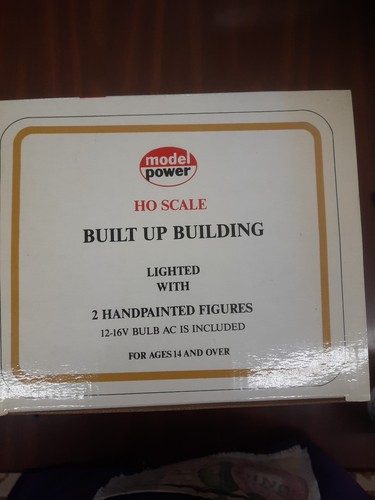 model
power
HO SCALE
BUILT UP BUILDING
LIGHTED
WITH
2 HANDPAINTED FIGURES
12-16V BULB AC IS INCLUDED
FOR AGES 14 AND OVER